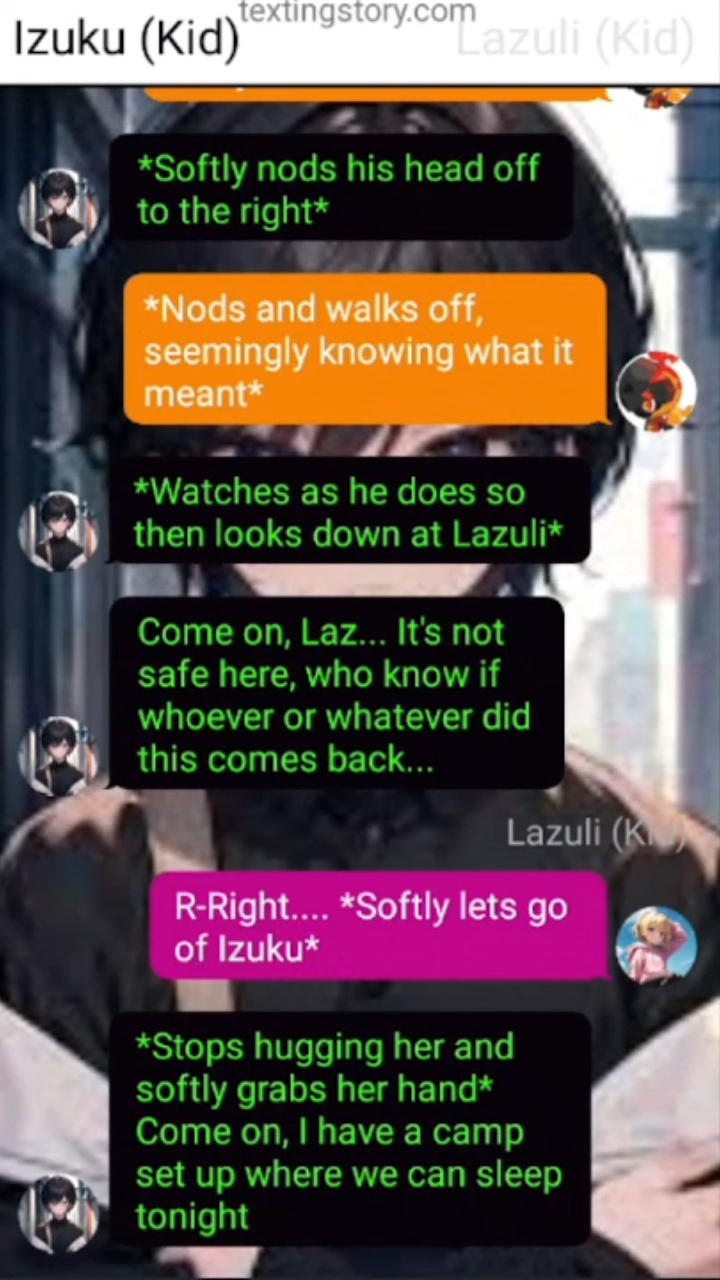 textingstory.com
Izuku (Kid)
Lazuli (Kid)
*Softly nods his head off
to the right*
*Nods and walks off,
seemingly knowing what it
meant*
*Watches as he does so
then looks down at Lazuli*
Come on, Laz... It's not
safe here, who know if
whoever or whatever did
this comes back...
Lazuli (Kid)
R-Right.... *Softly lets go
of Izuku*
*Stops hugging her and
softly grabs her hand*
Come on, I have a camp
set up where we can sleep
tonight